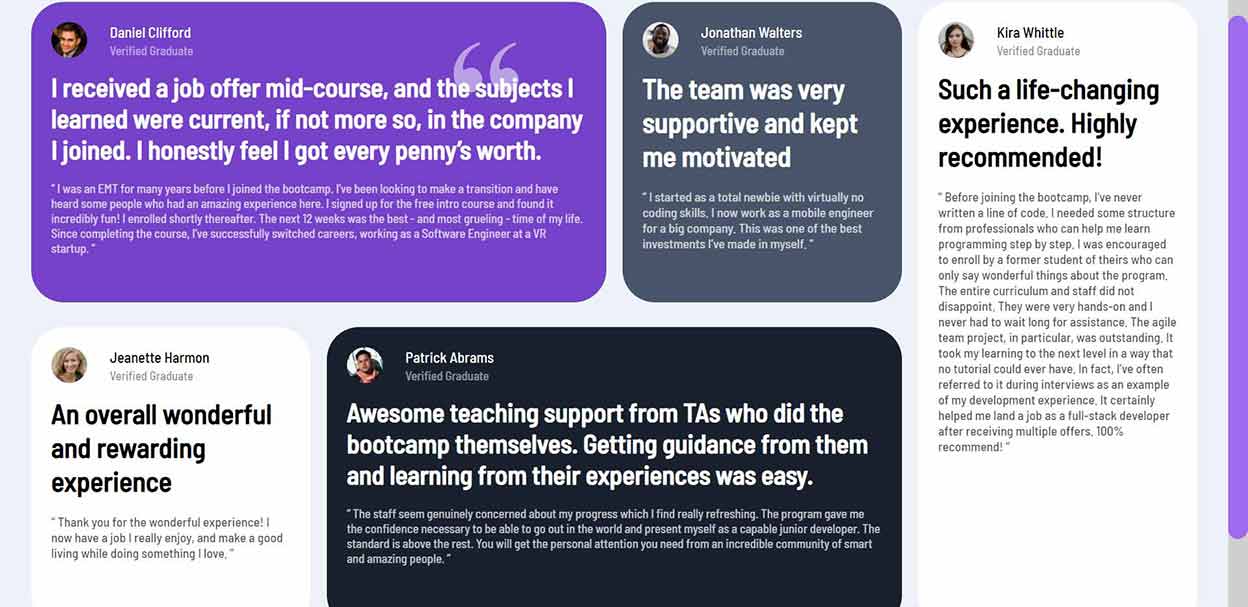 Daniel Clifford
Verified Graduate
I received a job offer mid-course, and the subjects I
learned were current, if not more so, in the company
I joined. I honestly feel I got every penny’s worth.
“ I was an EMT for many years before I joined the bootcamp. I’ve been looking to make a transition and have
heard some people who had an amazing experience here. I signed up for the free intro course and found it
incredibly fun! I enrolled shortly thereafter. The next 12 weeks was the best - and most grueling - time of my life.
Since completing the course, I’ve successfully switched careers, working as a Software Engineer at a VR
startup. ”
Jonathan Walters
Verified Graduate
The team was very
supportive and kept
me motivated
“ I started as a total newbie with virtually no
coding skills. I now work as a mobile engineer
for a big company. This was one of the best
investments I’ve made in myself. ”
Kira Whittle
Verified Graduate
Such a life-changing
experience. Highly
recommended!
“ Before joining the bootcamp, I’ve never
written a line of code. I needed some structure
from professionals who can help me learn
programming step by step. I was encouraged
to enroll by a former student of theirs who can
only say wonderful things about the program.
The entire curriculum and staff did not
disappoint. They were very hands-on and I
never had to wait long for assistance. The agile
team project, in particular, was outstanding. It
took my learning to the next level in a way that
no tutorial could ever have. In fact, I’ve often
referred to it during interviews as an example
of my development experience. It certainly
helped me land a job as a full-stack developer
after receiving multiple offers. 100%
recommend! ”
Jeanette Harmon
Verified Graduate
An overall wonderful
and rewarding
experience
“ Thank you for the wonderful experience! I
now have a job I really enjoy, and make a good
living while doing something I love. ”
Patrick Abrams
Verified Graduate
Awesome teaching support from TAs who did the
bootcamp themselves. Getting guidance from them
and learning from their experiences was easy.
“ The staff seem genuinely concerned about my progress which I find really refreshing. The program gave me
the confidence necessary to be able to go out in the world and present myself as a capable junior developer. The
standard is above the rest. You will get the personal attention you need from an incredible community of smart
and amazing people. ”